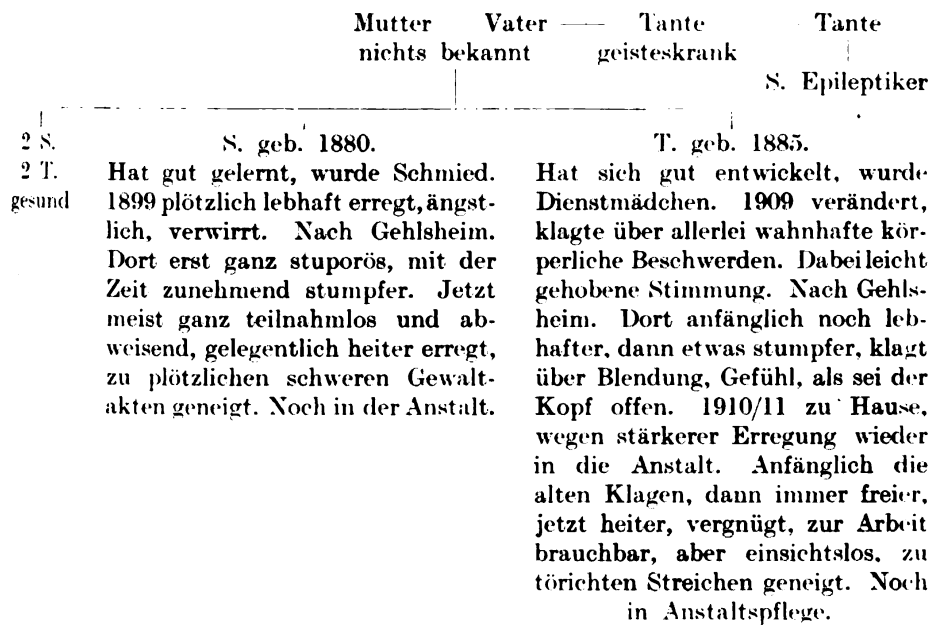 Mutter Vater — Tante Tante
nichts bekannt geisteskrank
S. Epileptiker
2 S.
2 T.
gesund
S. geb. 1880.
Hat gut gelernt, wurde Schmied.
1899 plötzlich lebhaft erregt, ängst-
lich, verwirrt. Nach Gehlsheim.
Dort erst ganz stuporös, mit der
Zeit zunehmend stumpfer. Jetzt
meist ganz teilnahmlos und ab-
weisend, gelegentlich heiter erregt,
zu plötzlichen schweren Gewalt-
akten geneigt. Noch in der Anstalt.
T. geb. 1885.
Hat sich gut entwickelt, wurde
Dienstmädchen. 1909 verändert,
klagte über allerlei wahnhafte kör-
perliche Beschwerden. Dabei leicht
gehobene Stimmung. Nach Gehls-
heim. Dort anfänglich noch leb-
hafter, dann etwas stumpfer, klagt
über Blendung, Gefühl, als sei der
Kopf offen. 1910/11 zu Hause,
wegen stärkerer Erregung wieder
in die Anstalt. Anfänglich die
alten Klagen, dann immer freier,
jetzt heiter, vergnügt, zur Arbeit
brauchbar, aber einsichtslos, zu
törichten Streichen geneigt. Noch
in Anstaltspflege.